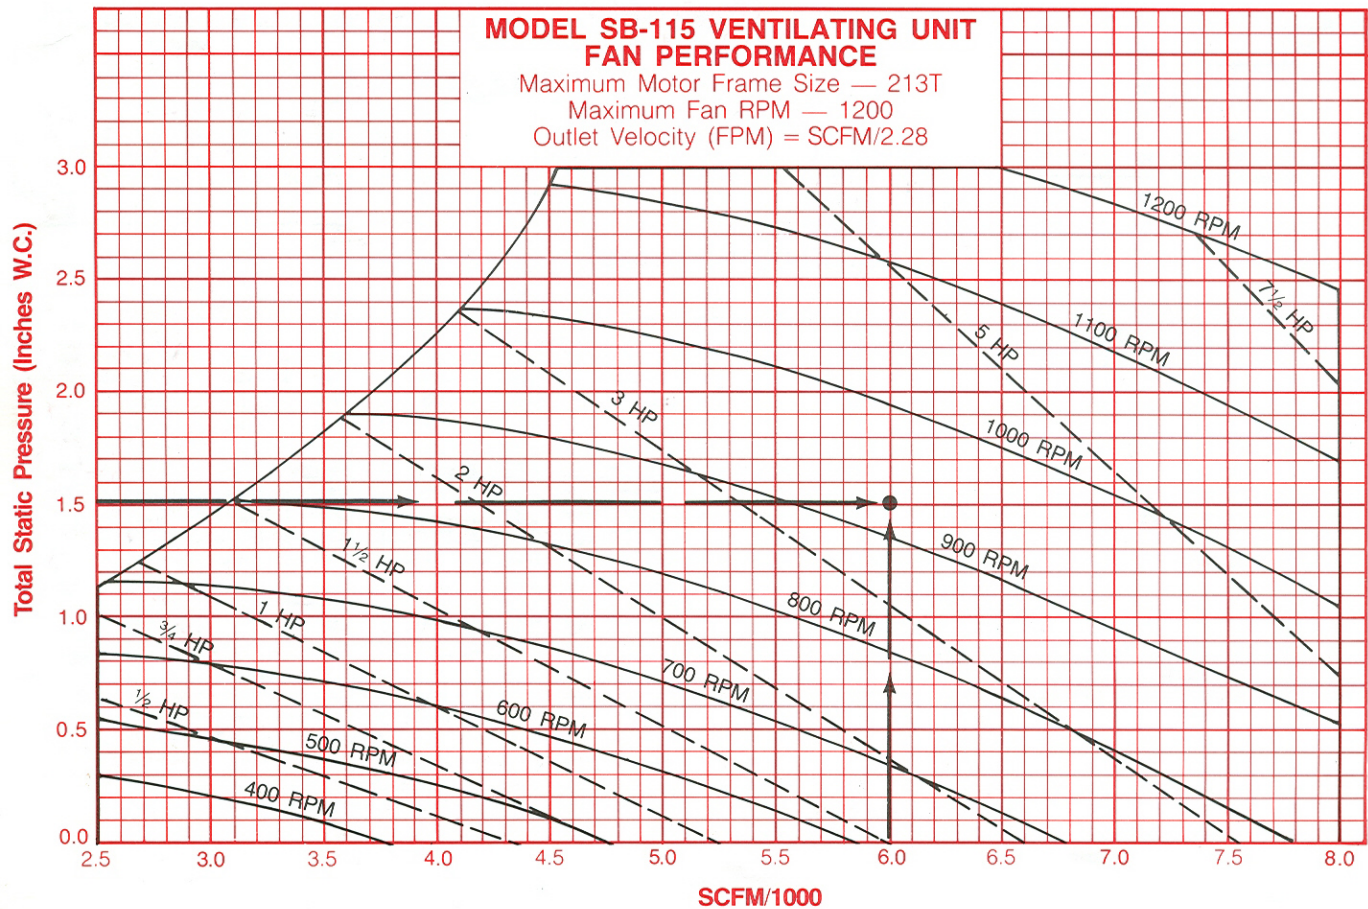 MODEL SB-115 VENTILATING UNIT
FAN PERFORMANCE
Maximum Motor Frame Size — 213T
Maximum Fan RPM — 1200
Outlet Velocity (FPM) = SCFM/2.28
Total Static Pressure (Inches W.C.)
3.0
2.5
2.0
1.5
1.0
0.5
0.0
1200 RPM
7½ HP
1100 RPM
5 HP
3 HP
1000 RPM
2 HP
900 RPM
1½ HP
800 RPM
1 HP
¾ HP
700 RPM
½ HP
600 RPM
500 RPM
400 RPM
2.5 3.0 3.5 4.0 4.5 5.0 5.5 6.0 6.5 7.0 7.5 8.0
SCFM/1000